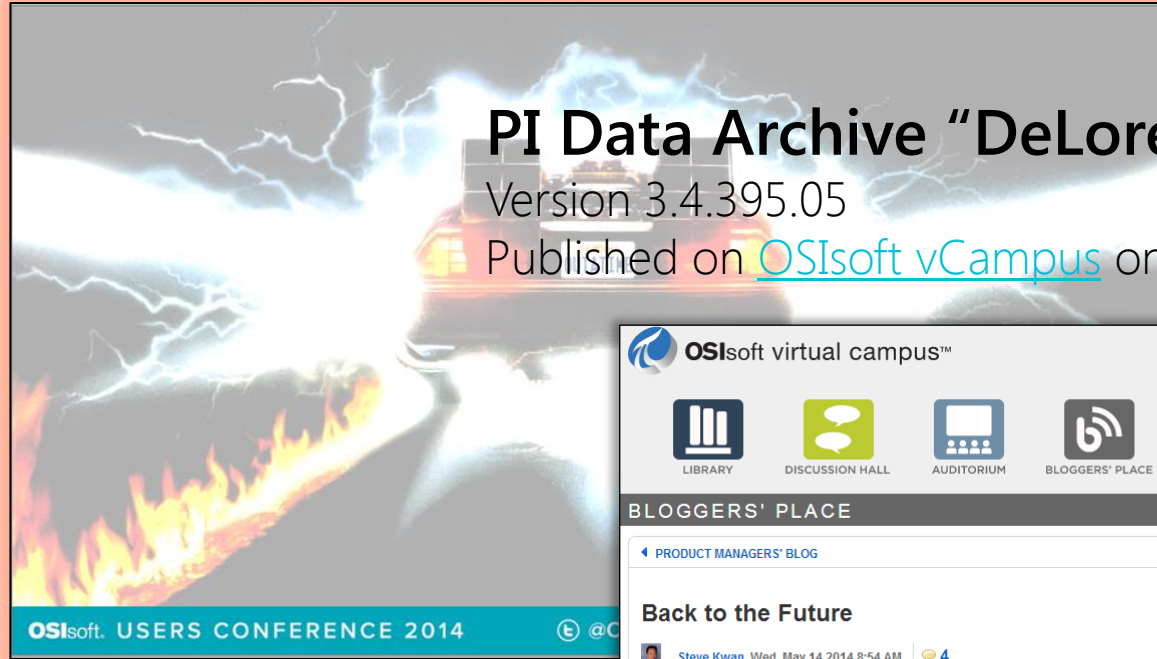 PI Data Archive “DeLore
Version 3.4.395.05
Published on OSIsoft vCampus on
OSIsoft virtual campus™
LIBRARY
DISCUSSION HALL
AUDITORIUM
BLOGGERS' PLACE
BLOGGERS' PLACE
PRODUCT MANAGERS' BLOG
Back to the Future
Steve Kwan Wed, May 14 2014 8:54 AM 4
OSIsoft. USERS CONFERENCE 2014